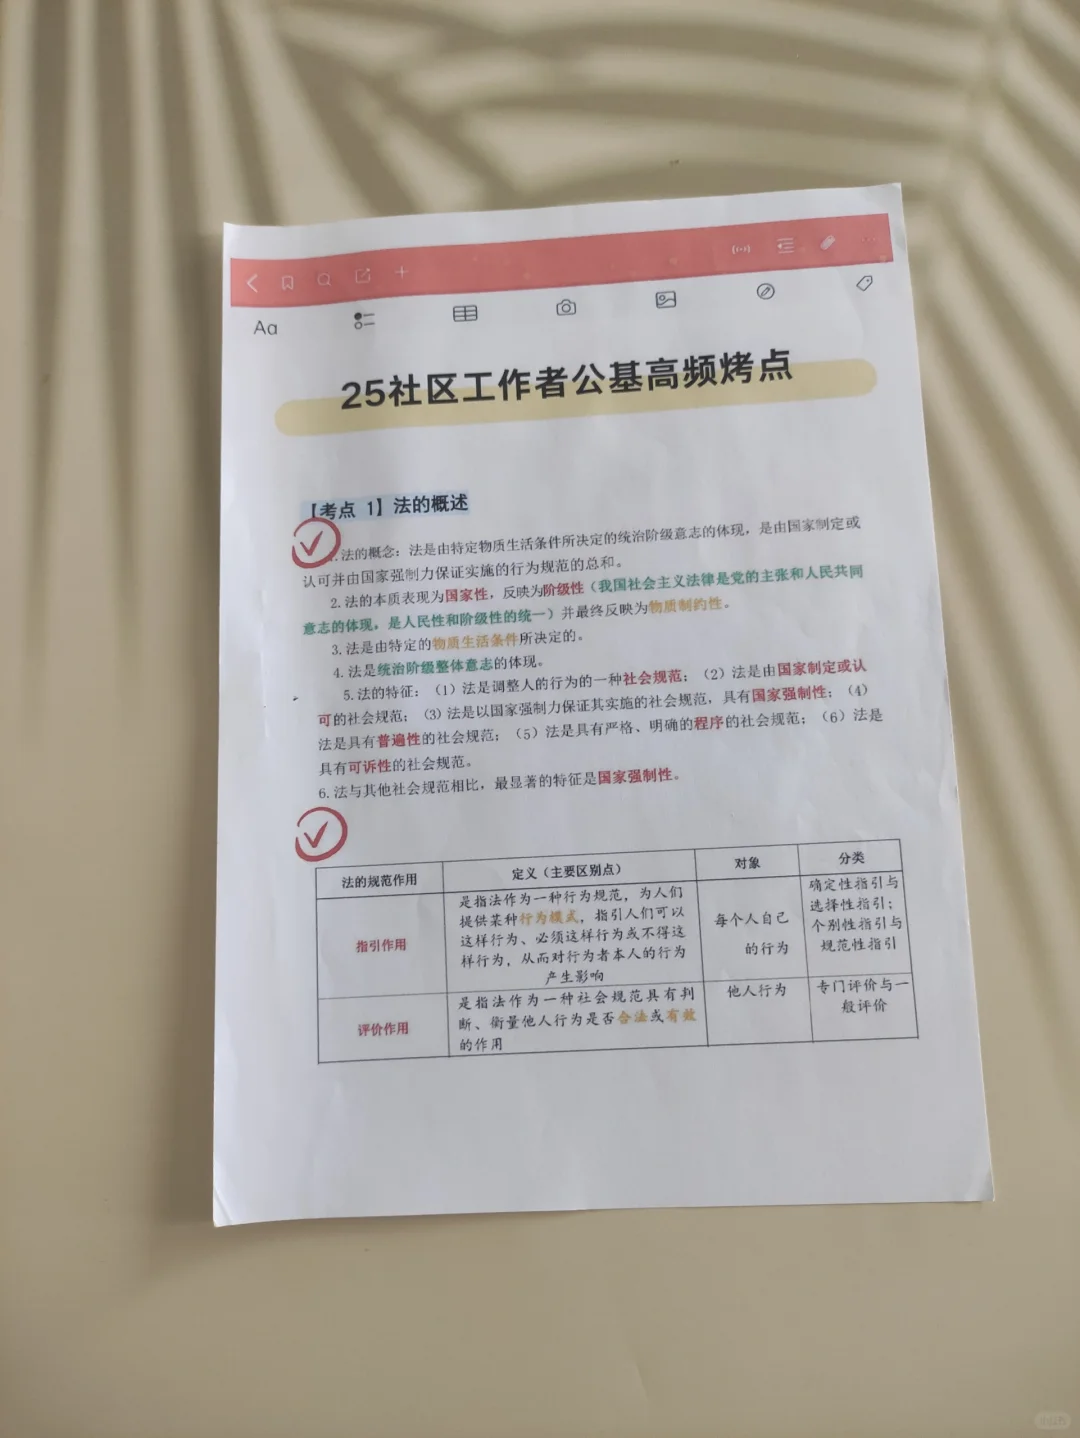 Aa
25社区工作者公基高频烤点
【考点 1】法的概述
1.法的概念：法是由特定物质生活条件所决定的统治阶级意志的体现，是由国家制定或
认可并由国家强制力保证实施的行为规范的总和。
2.法的本质表现为国家性，反映为阶级性（我国社会主义法律是党的主张和人民共同
意志的体现，是人民性和阶级性的统一）并最终反映为物质制约性。
3.法是由特定的物质生活条件所决定的。
4.法是统治阶级整体意志的体现。
5.法的特征：（1）法是调整人的行为的一种社会规范；（2）法是由国家制定或认
可的社会规范；（3）法是以国家强制力保证其实施的社会规范，具有国家强制性；（4）
法是具有普遍性的社会规范；（5）法是具有严格、明确的程序的社会规范；（6）法是
具有可诉性的社会规范。
6.法与其他社会规范相比，最显著的特征是国家强制性。
法的规范作用 定义（主要区别点） 对象 分类
指引作用
是指法作为一种行为规范，为人们
提供某种行为模式，指引人们可以
这样行为、必须这样行为或不得这
样行为，从而对行为者本人的行为
产生影响
每个人自己
的行为
确定性指引与
选择性指引；
个别性指引与
规范性指引
评价作用
是指法作为一种社会规范具有判
断、衡量他人行为是否合法或有效
的作用
他人行为
专门评价与一
般评价